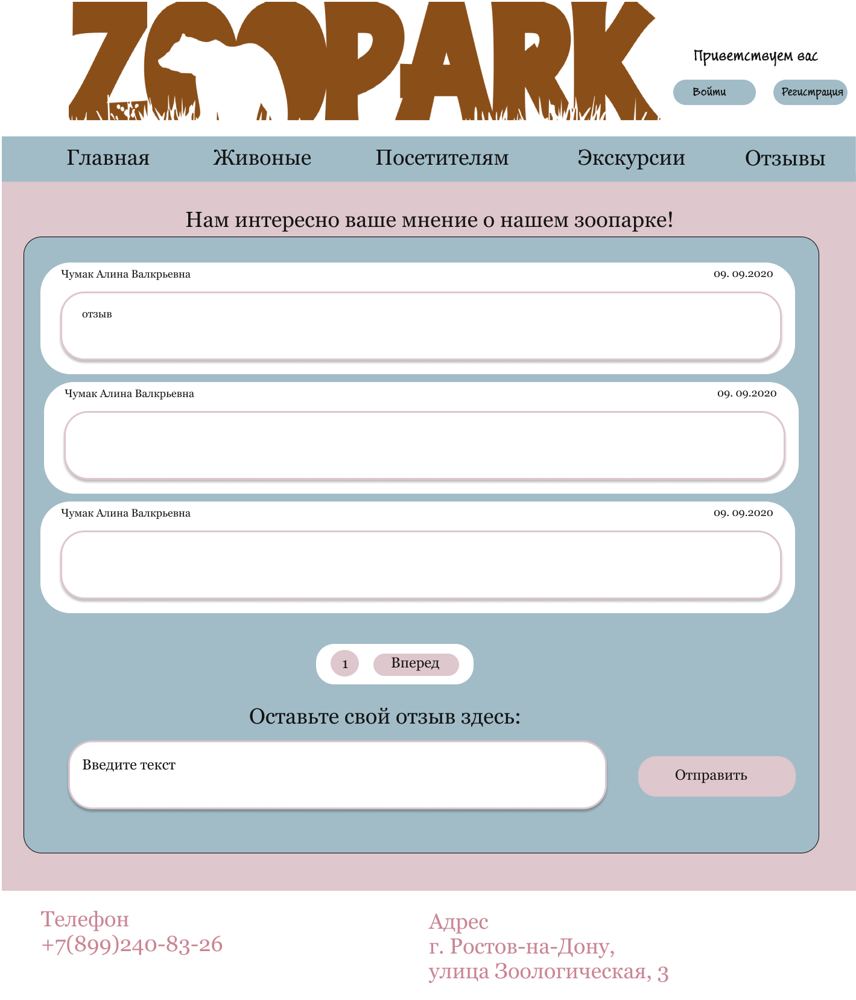 ZOOPARK
Приветствуем вас
Войти
Регистрация
Главная
Живоные
Посетителям
Экскурсии
Отзывы
Нам интересно ваше мнение о нашем зоопарке!
Чумак Алина Валкрьевна
09. 09.2020
отзыв
Чумак Алина Валкрьевна
09. 09.2020
Чумак Алина Валкрьевна
09. 09.2020
1
Вперед
Оставьте свой отзыв здесь:
Введите текст
Отправить
Телефон
+7(899)240-83-26
Адрес
г. Ростов-на-Дону,
улица Зоологическая, 3